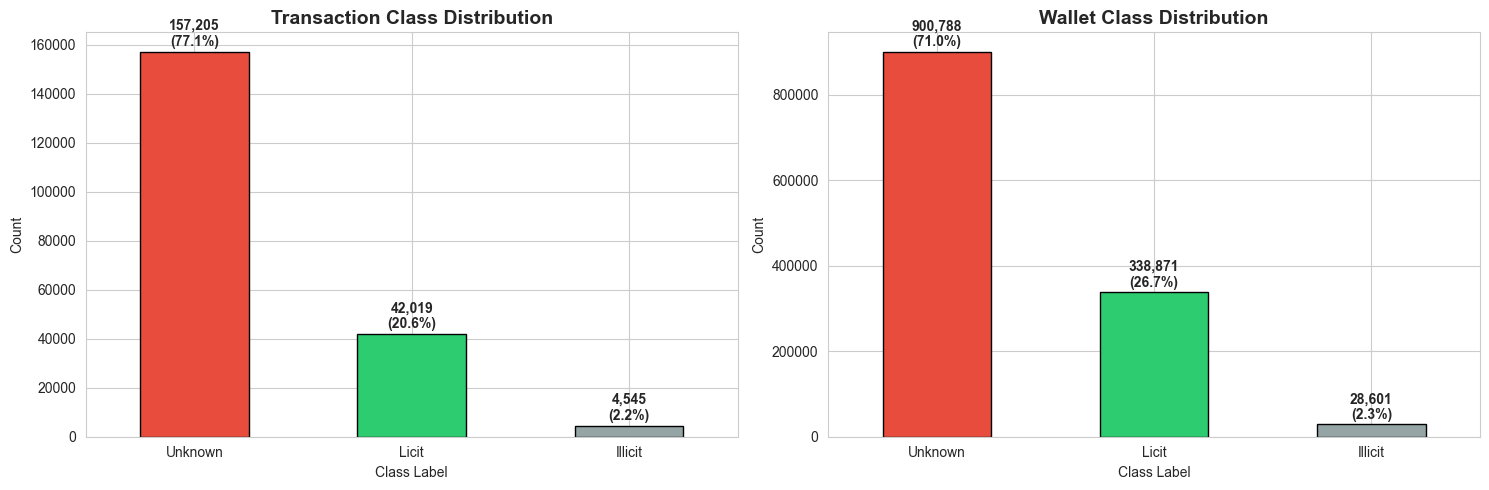 Transaction Class Distribution
157,205
(77.1%)
160000
140000
120000
100000
80000
60000
40000
20000
0
Count
42,019
(20.6%)
4,545
(2.2%)
Unknown
Licit
Illicit
Class Label
Wallet Class Distribution
900,788
(71.0%)
800000
600000
400000
200000
0
Count
338,871
(26.7%)
28,601
(2.3%)
Unknown
Licit
Illicit
Class Label